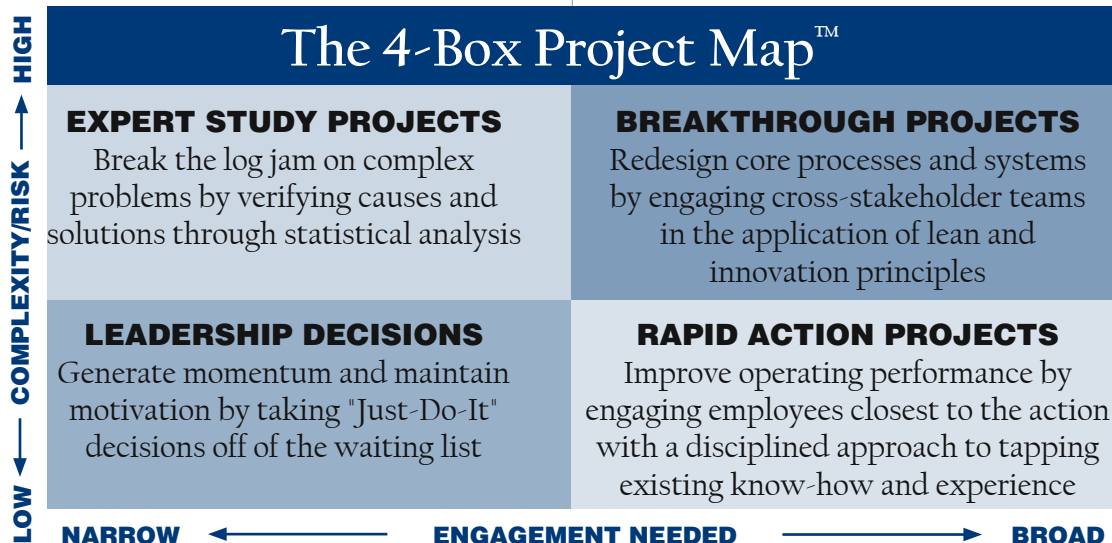 The 4-Box Project Map™
HIGH
COMPLEXITY/RISK
LOW
EXPERT STUDY PROJECTS
Break the log jam on complex
problems by verifying causes and
solutions through statistical analysis
BREAKTHROUGH PROJECTS
Redesign core processes and systems
by engaging cross-stakeholder teams
in the application of lean and
innovation principles
LEADERSHIP DECISIONS
Generate momentum and maintain
motivation by taking "Just-Do-It"
decisions off of the waiting list
RAPID ACTION PROJECTS
Improve operating performance by
engaging employees closest to the action
with a disciplined approach to tapping
existing know-how and experience
NARROW
ENGAGEMENT NEEDED
BROAD